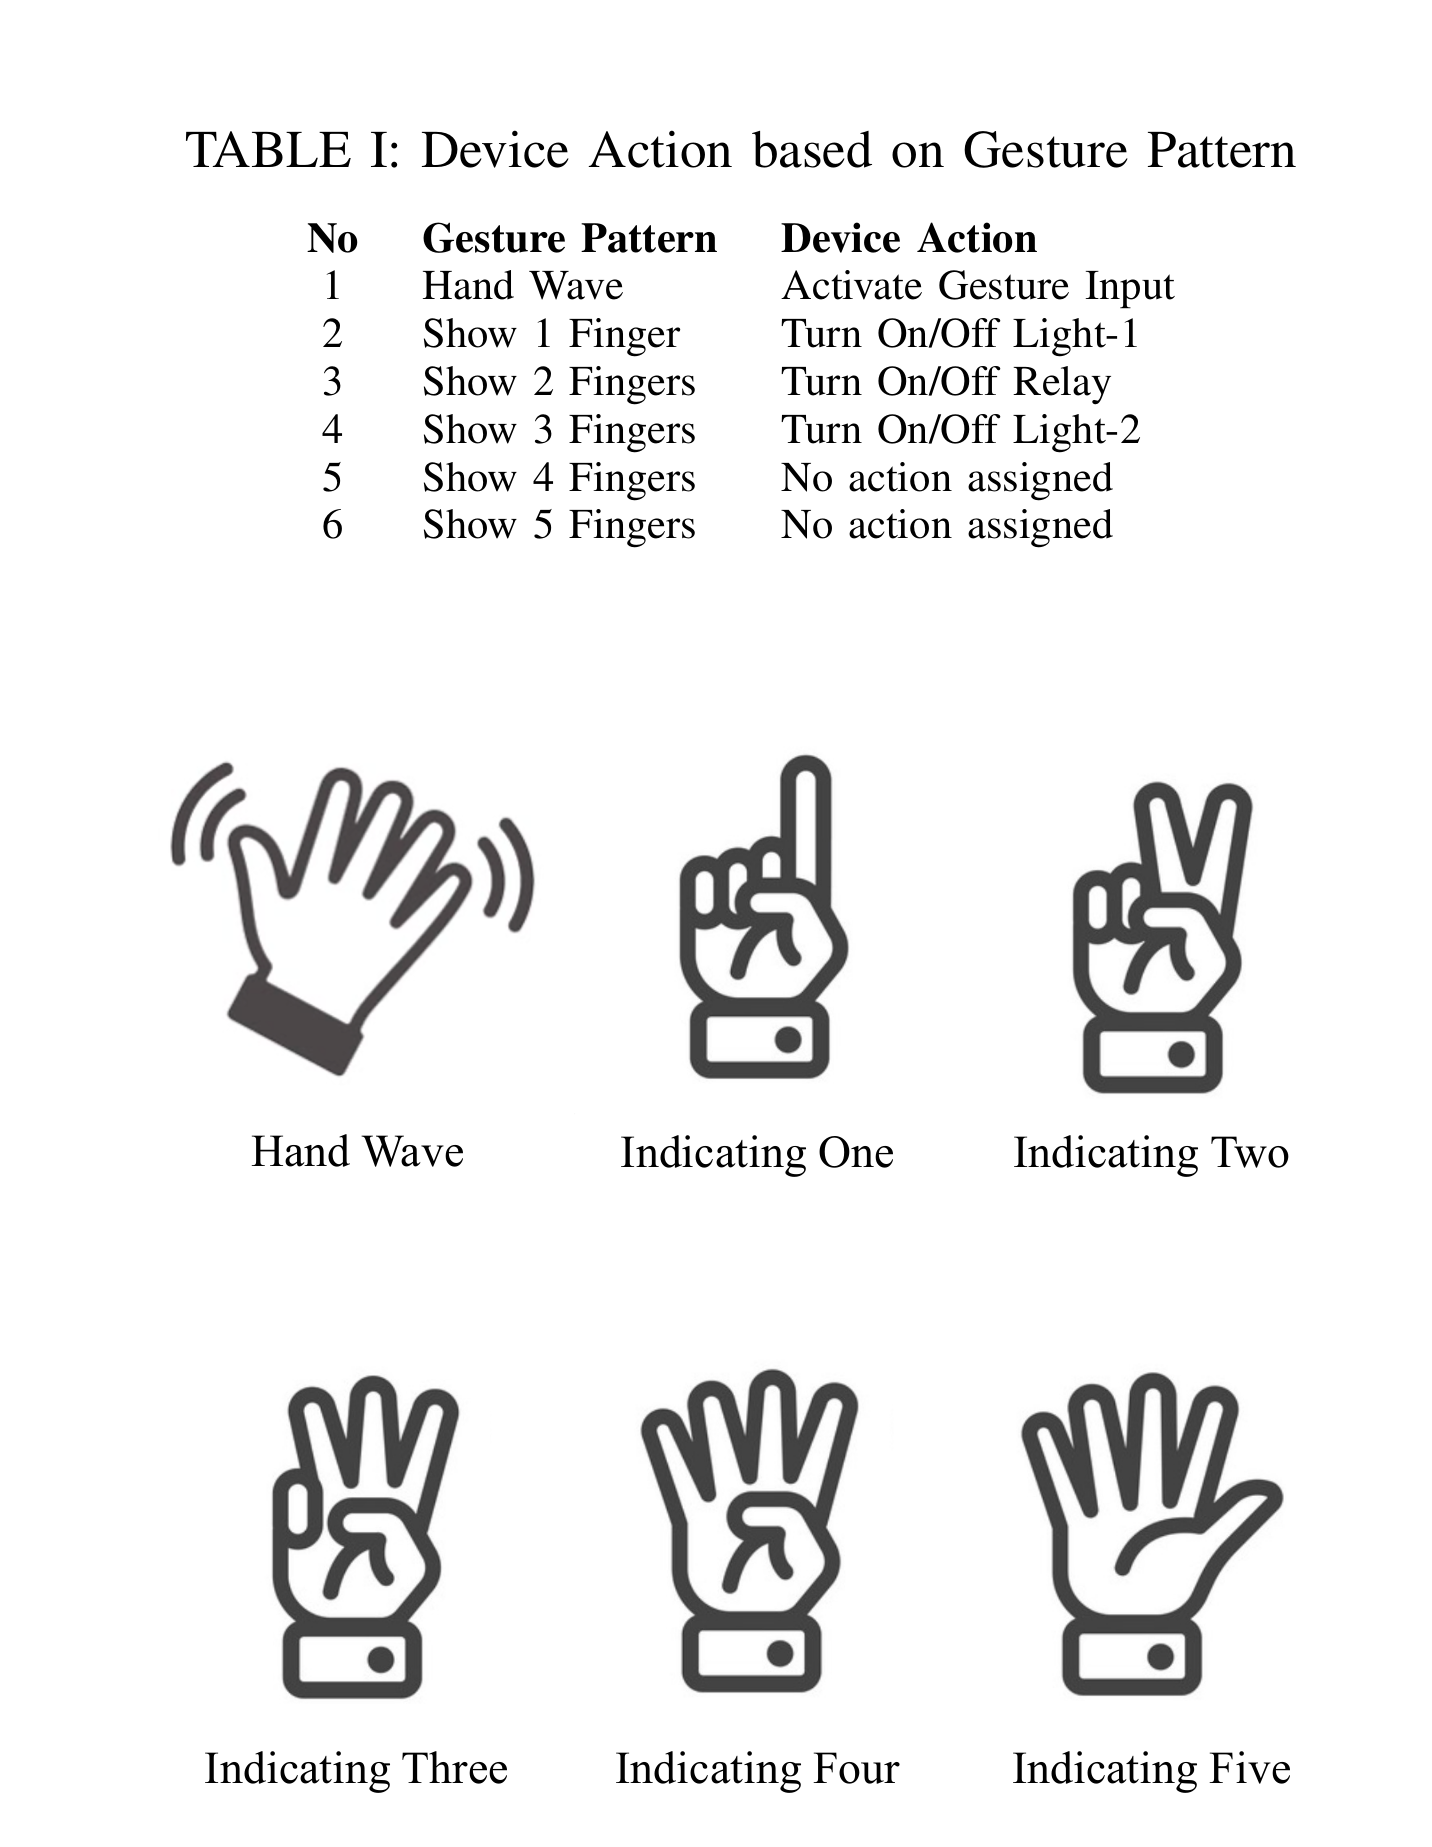 TABLE I: Device Action based on Gesture Pattern
No Gesture Pattern Device Action
1 Hand Wave Activate Gesture Input
2 Show 1 Finger Turn On/Off Light-1
3 Show 2 Fingers Turn On/Off Relay
4 Show 3 Fingers Turn On/Off Light-2
5 Show 4 Fingers No action assigned
6 Show 5 Fingers No action assigned
Hand Wave Indicating One Indicating Two
Indicating Three Indicating Four Indicating Five